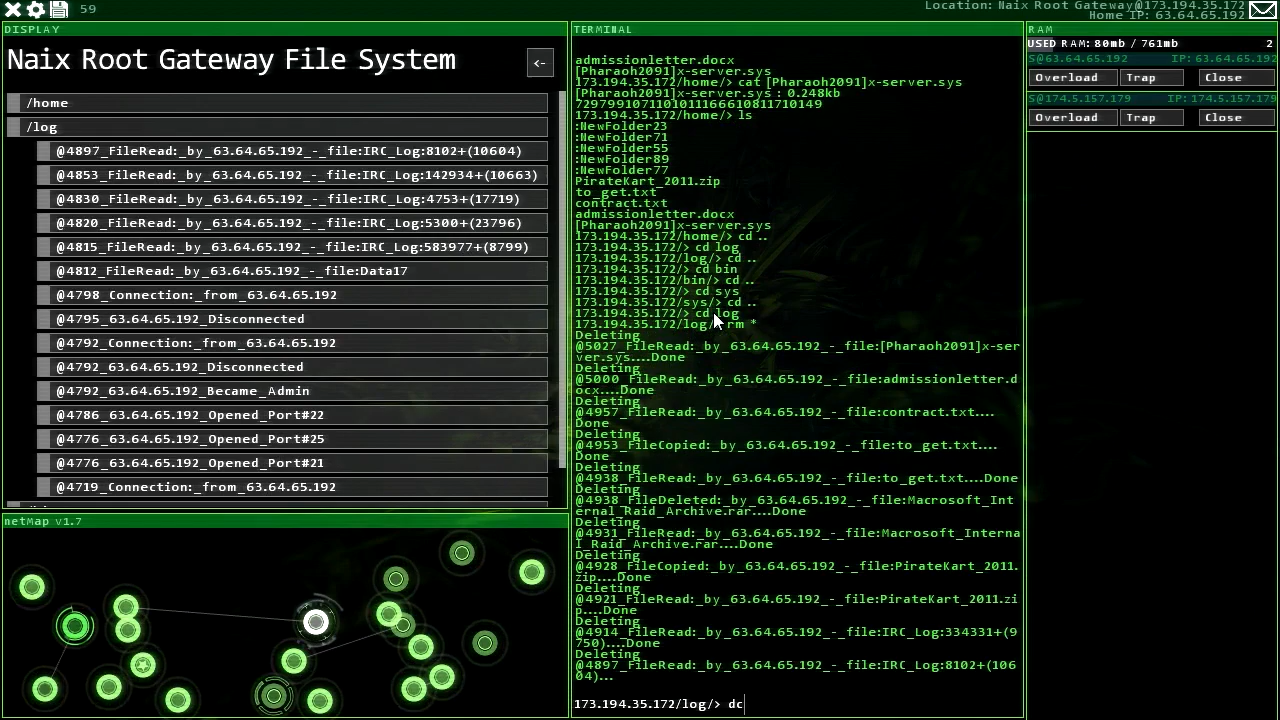 59
Location: Naix Root Gateway@173.194.35.172
Home IP: 63.64.65.192
DISPLAY
Naix Root Gateway File System
<-
/home
/log
@4897_FileRead:_by_63.64.65.192_-_file:IRC_Log:8102+(10604)
@4853_FileRead:_by_63.64.65.192_-_file:IRC_Log:142934+(10663)
@4830_FileRead:_by_63.64.65.192_-_file:IRC_Log:4753+(17719)
@4820_FileRead:_by_63.64.65.192_-_file:IRC_Log:5300+(23796)
@4815_FileRead:_by_63.64.65.192_-_file:IRC_Log:583977+(8799)
@4812_FileRead:_by_63.64.65.192_-_file:Data17
@4798_Connection:_from_63.64.65.192
@4795_63.64.65.192_Disconnected
@4792_Connection:_from_63.64.65.192
@4792_63.64.65.192_Disconnected
@4792_63.64.65.192_Became_Admin
@4786_63.64.65.192_Opened_Port#22
@4776_63.64.65.192_Opened_Port#25
@4776_63.64.65.192_Opened_Port#21
@4719_Connection:_from_63.64.65.192
netMap v1.7
TERMINAL
admissionletter.docx
[Pharaoh2091]x-server.sys
173.194.35.172/home/> cat [Pharaoh2091]x-server.sys
[Pharaoh2091]x-server.sys : 0.248kb
729799107110101116661081171014­9
173.194.35.172/home/> ls
:NewFolder23
:NewFolder71
:NewFolder55
:NewFolder89
:NewFolder77
PirateKart_2011.zip
to_get.txt
contract.txt
admissionletter.docx
[Pharaoh2091]x-server.sys
173.194.35.172/home/> cd ..
173.194.35.172/> cd log
173.194.35.172/log/> cd ..
173.194.35.172/> cd bin
173.194.35.172/bin/> cd ..
173.194.35.172/> cd sys
173.194.35.172/sys/> cd ..
173.194.35.172/> cd log
173.194.35.172/log/> rm *
Deleting
@5027_FileRead:_by_63.64.65.192_-_file:[Pharaoh2091]x-ser
ver.sys....Done
Deleting
@5000_FileRead:_by_63.64.65.192_-_file:admissionletter.d
ocx....Done
Deleting
@4957_FileRead:_by_63.64.65.192_-_file:contract.txt....
Done
Deleting
@4953_FileCopied:_by_63.64.65.192_-_file:to_get.txt....
Done
Deleting
@4938_FileRead:_by_63.64.65.192_-_file:to_get.txt....Done
Deleting
@4938_FileDeleted:_by_63.64.65.192_-_file:Macrosoft_Int
ernal_Raid_Archive.rar....Done
Deleting
@4931_FileRead:_by_63.64.65.192_-_file:Macrosoft_Interna
l_Raid_Archive.rar....Done
Deleting
@4928_FileCopied:_by_63.64.65.192_-_file:PirateKart_2011.
zip....Done
Deleting
@4921_FileRead:_by_63.64.65.192_-_file:PirateKart_2011.zi
p....Done
Deleting
@4914_FileRead:_by_63.64.65.192_-_file:IRC_Log:334331+(9
750)....Done
Deleting
@4897_FileRead:_by_63.64.65.192_-_file:IRC_Log:8102+(106
04)...
173.194.35.172/log/> dc
RAM
USED RAM: 80mb / 761mb 2
S@63.64.65.192 IP: 63.64.65.192
Overload Trap Close
S@174.5.157.179 IP: 174.5.157.179
Overload Trap Close